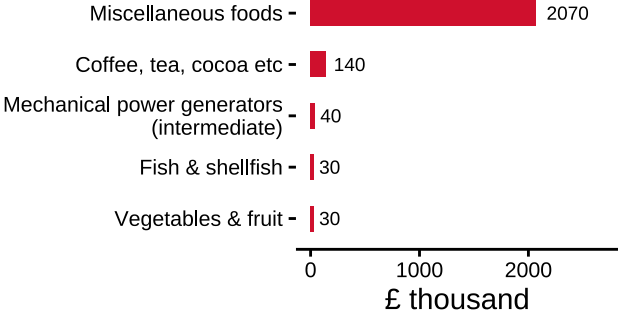 Miscellaneous foods
2070
Coffee, tea, cocoa etc
140
Mechanical power generators
(intermediate)
40
Fish & shellfish
30
Vegetables & fruit
30
0 1000 2000
£ thousand